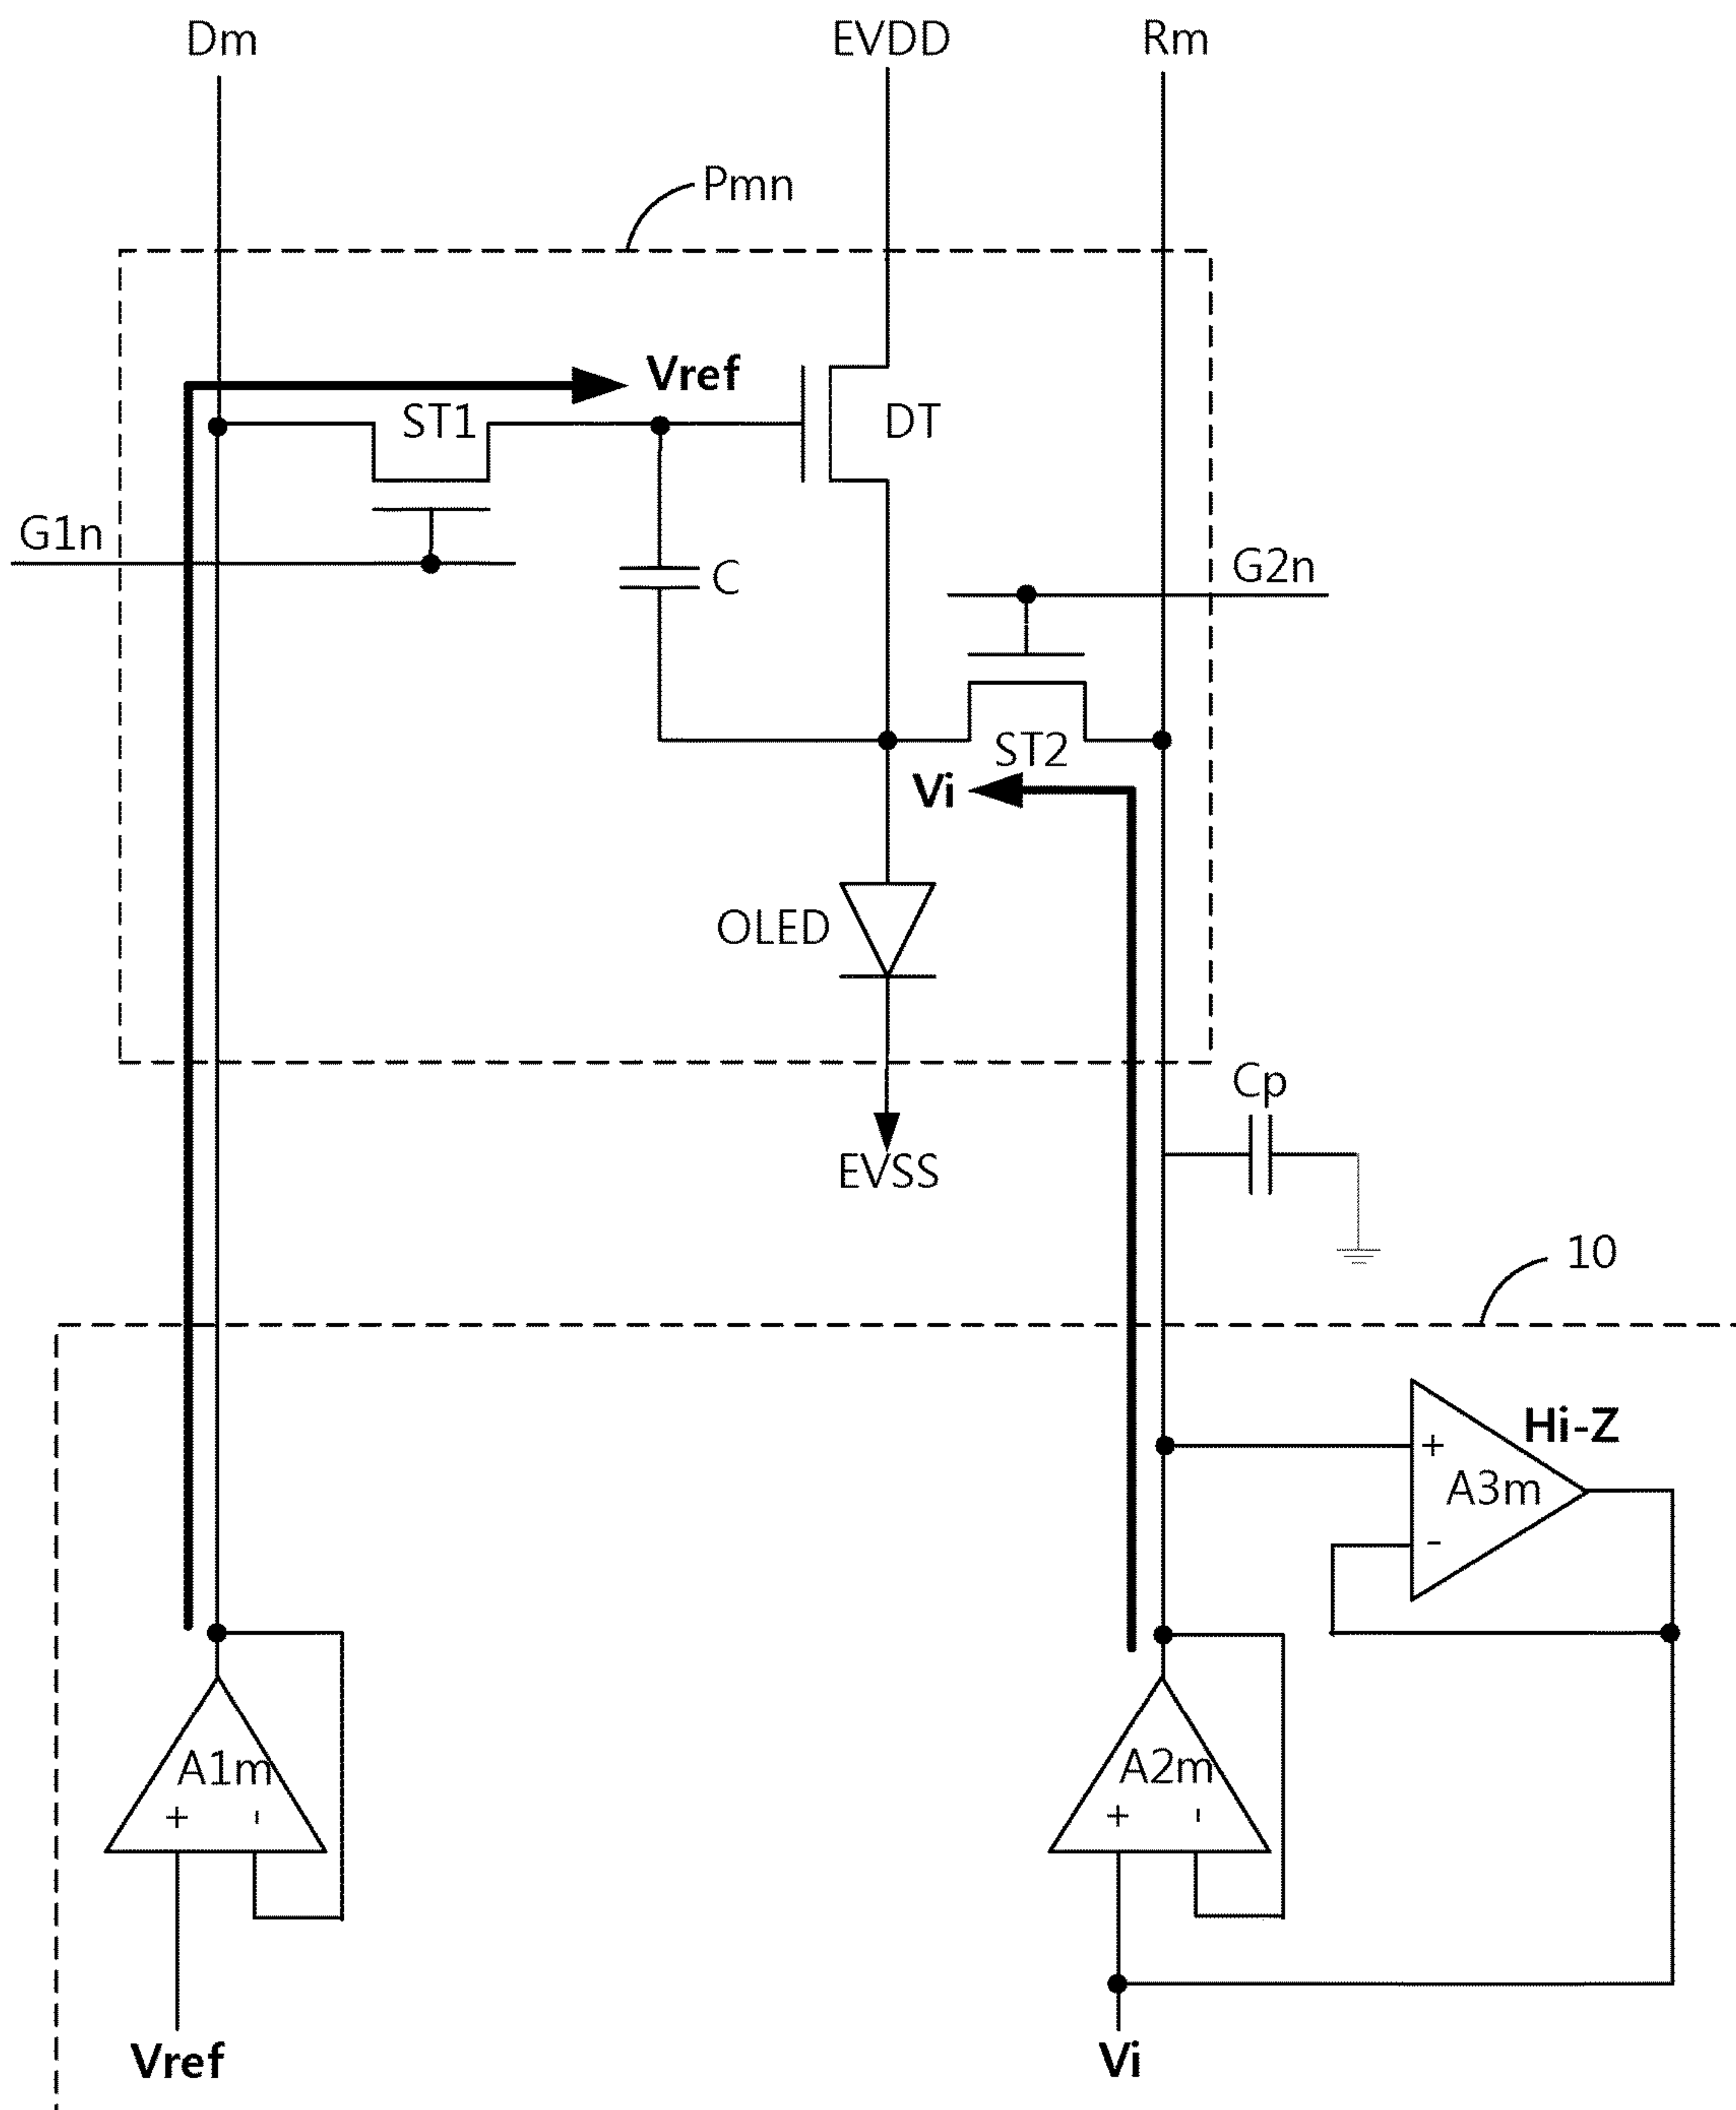 Dm EVDD Rm
Pmn
Vref
ST1 DT
G1n
G2n
C
ST2
Vi
OLED
Cp
EVSS
10
Hi-Z
+
A3m
-
A1m A2m
+ - + -
Vref Vi